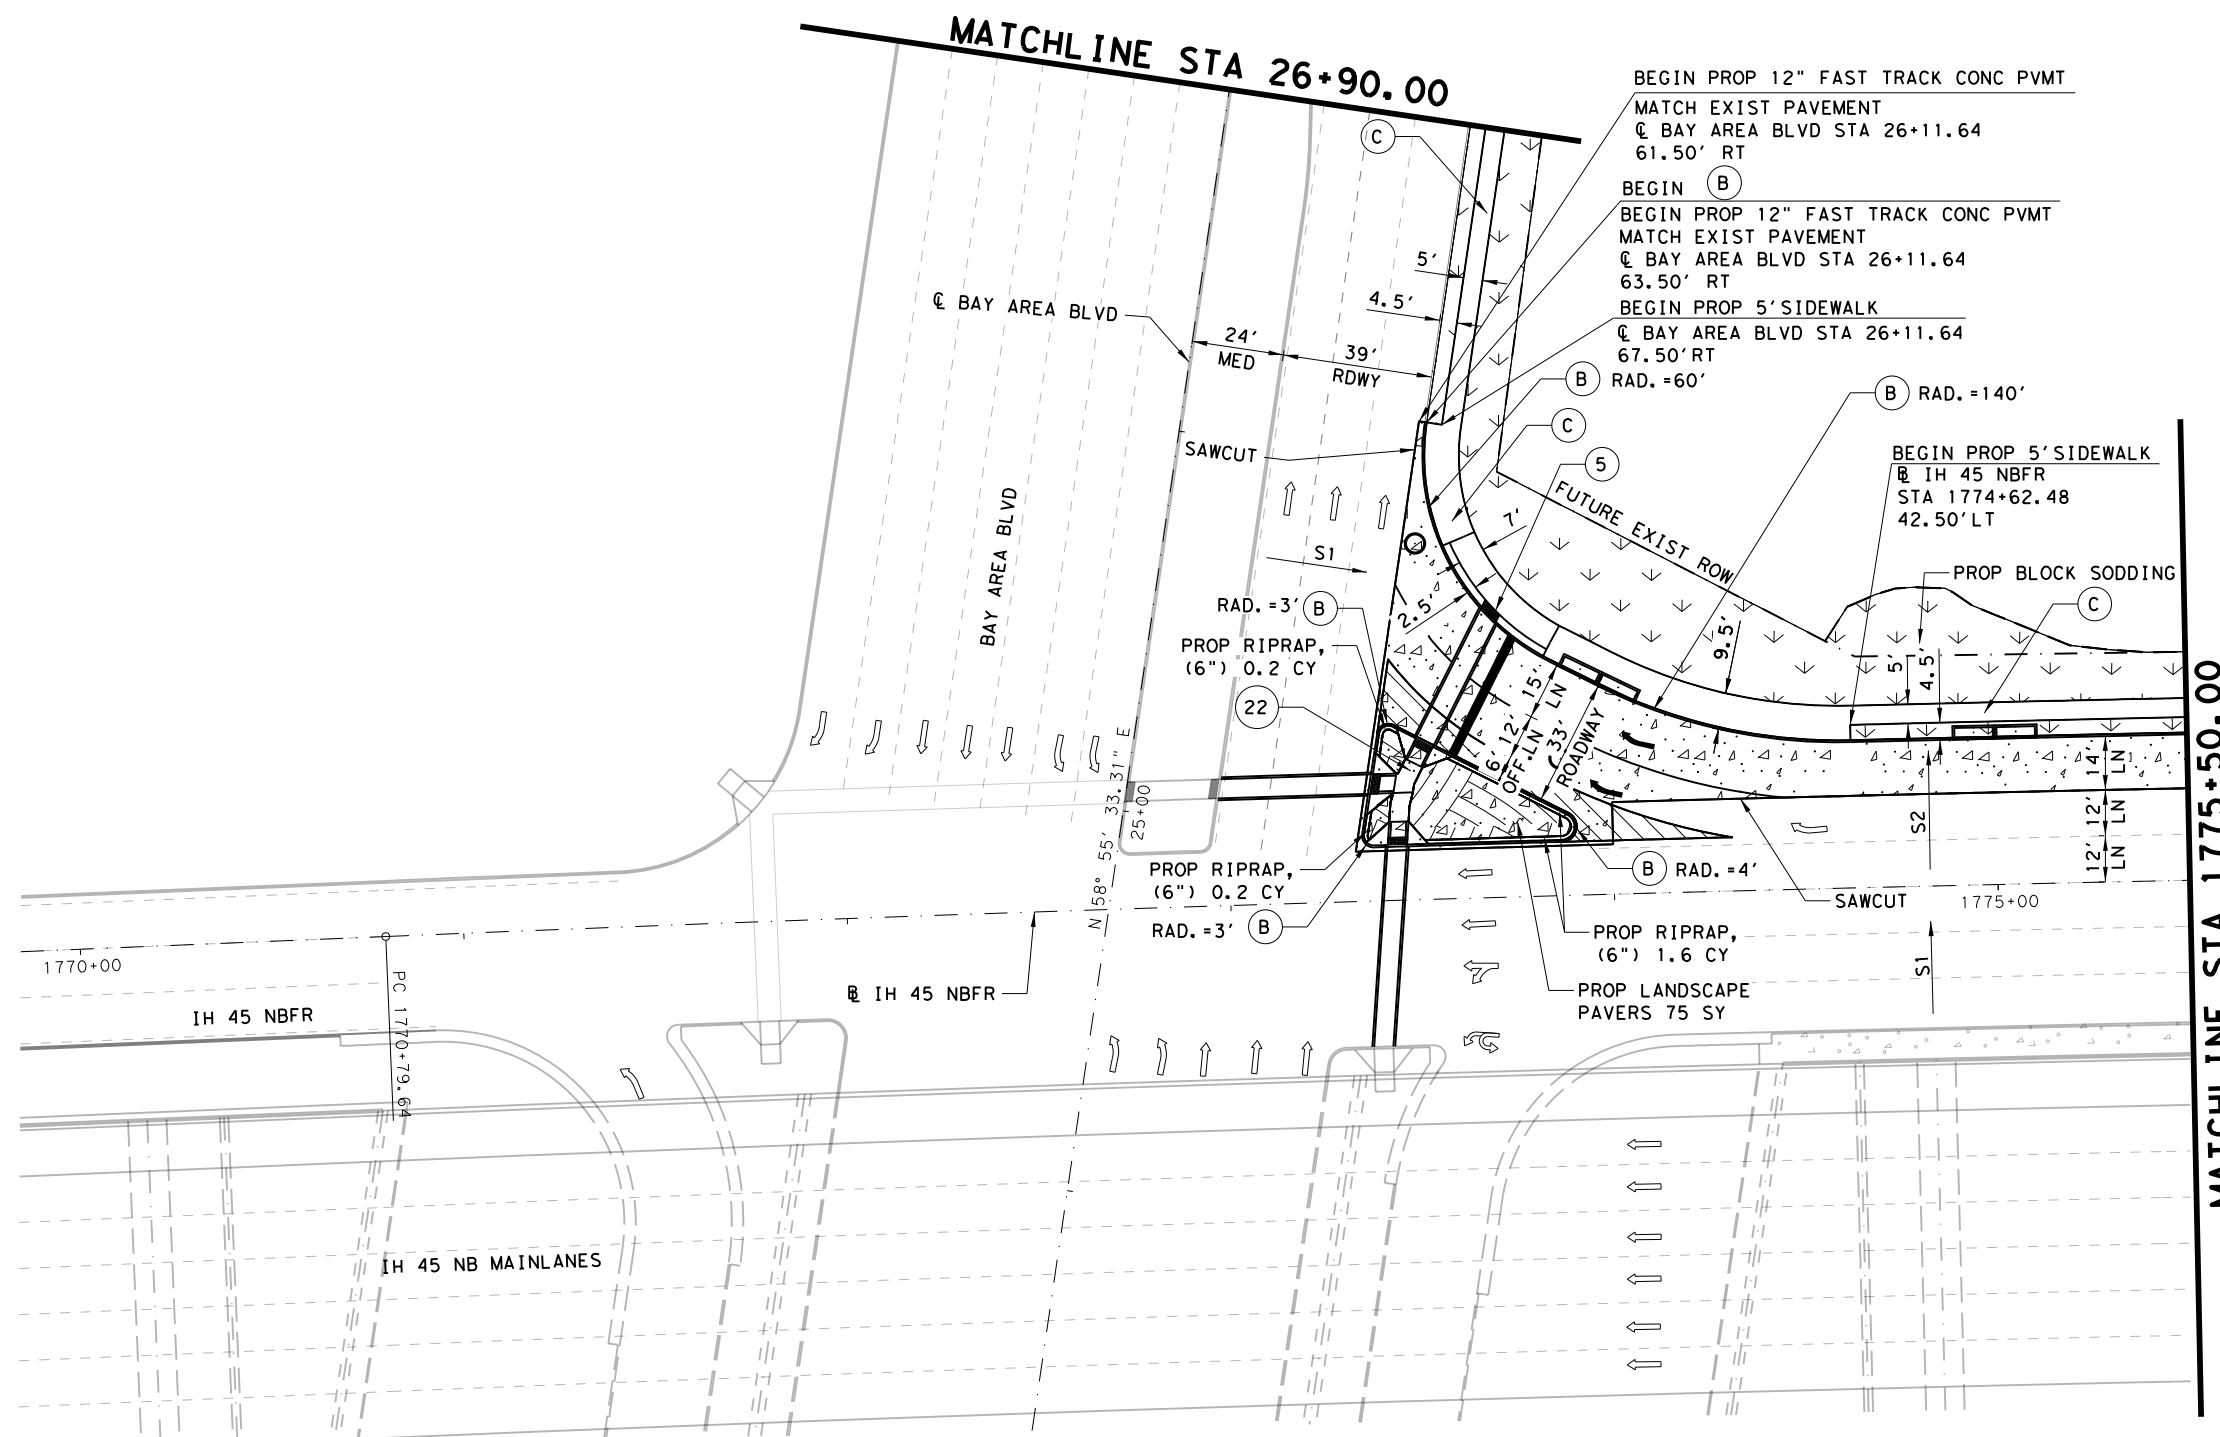 MATCHLINE STA 26+90.00
BEGIN PROP 12" FAST TRACK CONC PVMT
MATCH EXIST PAVEMENT
℄ BAY AREA BLVD STA 26+11.64
61.50' RT
C
BEGIN B
BEGIN PROP 12" FAST TRACK CONC PVMT
MATCH EXIST PAVEMENT
℄ BAY AREA BLVD STA 26+11.64
63.50' RT
BEGIN PROP 5' SIDEWALK
℄ BAY AREA BLVD STA 26+11.64
67.50' RT
5'
4.5'
℄ BAY AREA BLVD
24'
MED
39'
RDWY
B RAD.=60'
B RAD.=140'
C
SAWCUT
5
BEGIN PROP 5' SIDEWALK
BL IH 45 NBFR
STA 1774+62.48
42.50' LT
FUTURE EXIST ROW
7'
BAY AREA BLVD
S1
PROP BLOCK SODDING
C
RAD.=3' B
2.5'
PROP RIPRAP,
(6") 0.2 CY
22
9.5'
5'
4.5'
15'
LN
12'
LN
6'
OFF.
33'
ROADWAY
14'
LN
12'
LN
12'
LN
S2
N 58° 55' 33.31" E
25+00
PROP RIPRAP,
(6") 0.2 CY
RAD.=3' B
B RAD.=4'
SAWCUT
1775+00
PROP RIPRAP,
(6") 1.6 CY
S1
PROP LANDSCAPE
PAVERS 75 SY
1770+00
PC 1770+79.64
BL IH 45 NBFR
IH 45 NBFR
IH 45 NB MAINLANES
MATCHLINE STA 1775+50.00